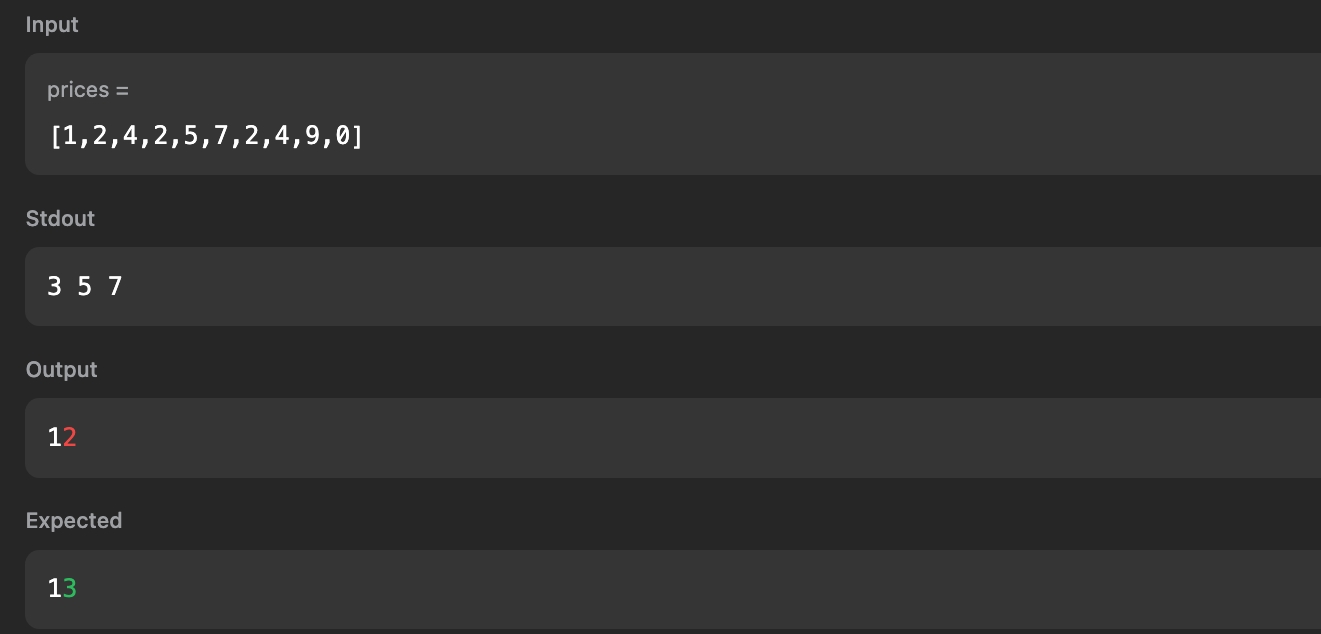 Input
prices =
[1,2,4,2,5,7,2,4,9,0]
Stdout
3 5 7
Output
12
Expected
13